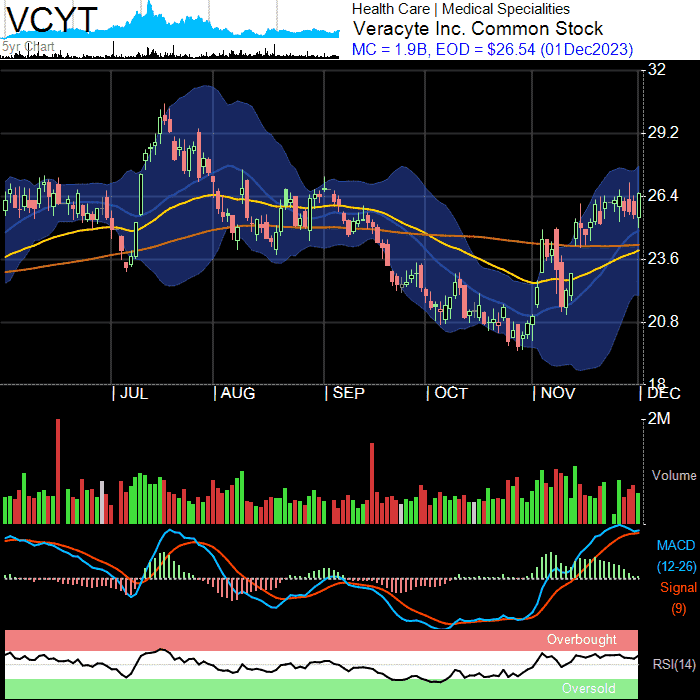 VCYT
5yr Chart
Health Care | Medical Specialities
Veracyte Inc. Common Stock
MC = 1.9B, EOD = $26.54 (01Dec2023)
32
29.2
26.4
23.6
20.8
18
| JUL | AUG | SEP | OCT | NOV | DEC
2M
Volume
MACD
(12-26)
Signal
(9)
Overbought
RSI(14)
Oversold